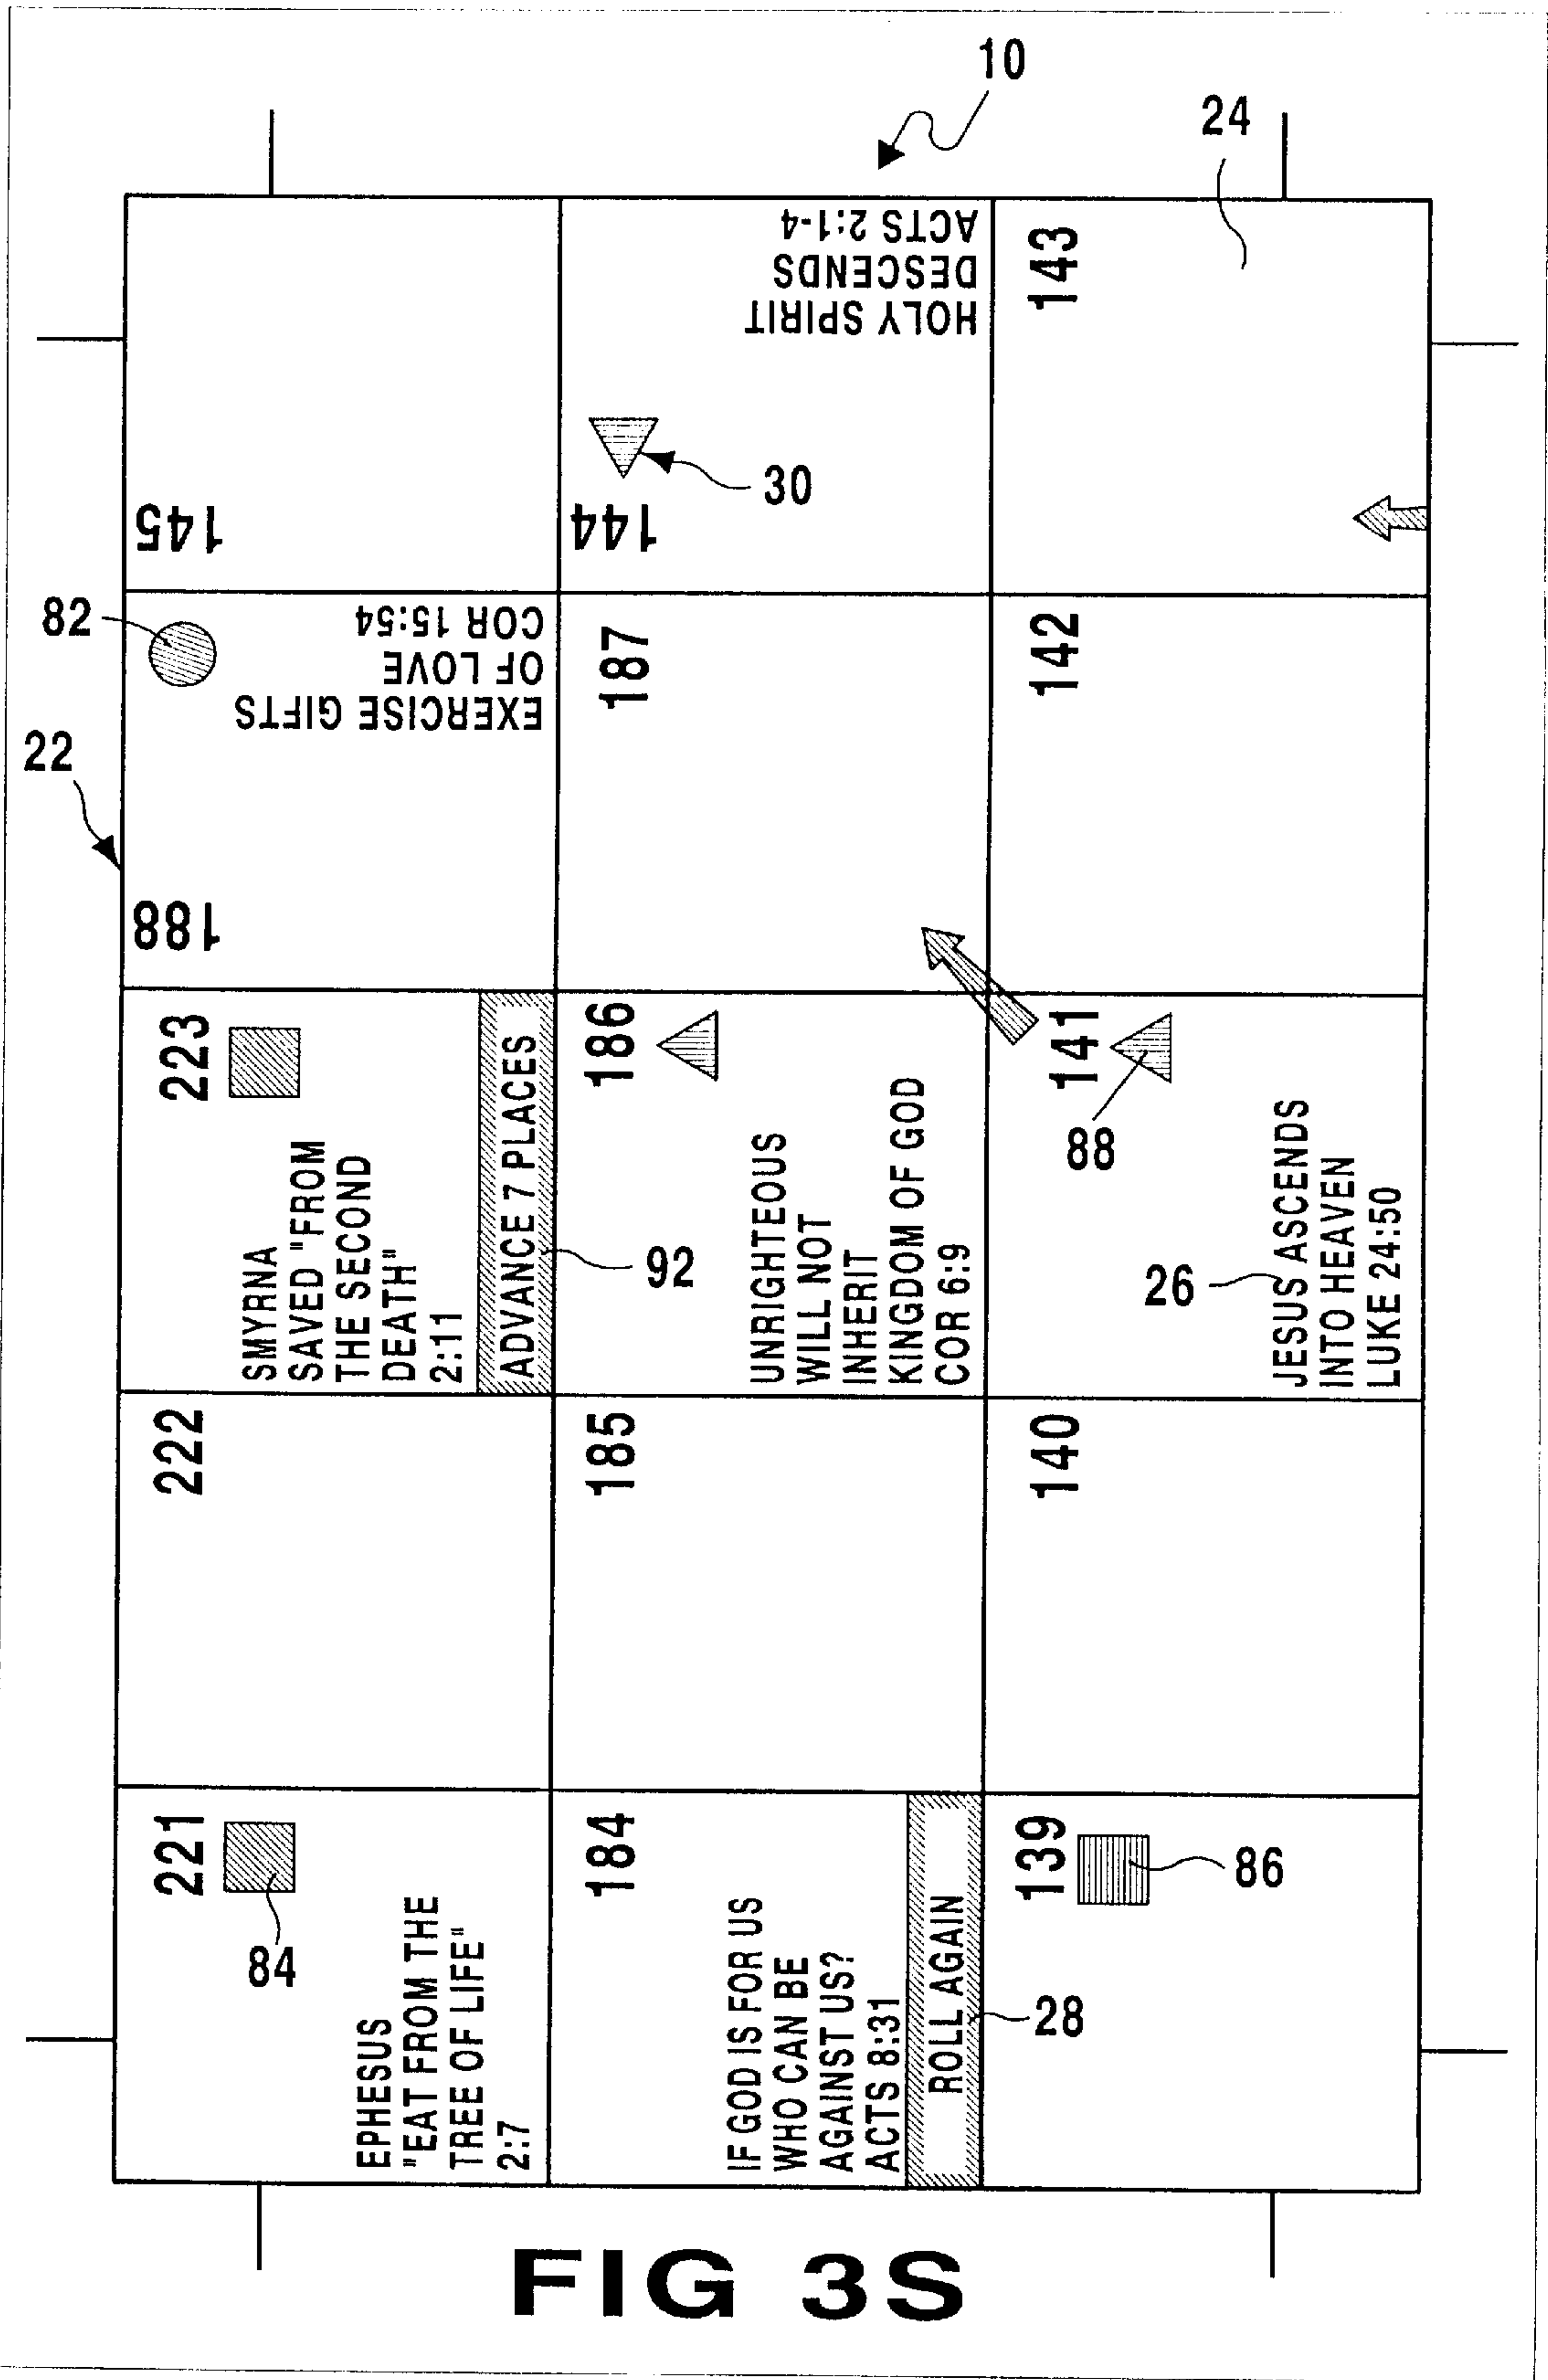 10
24
145
HOLY SPIRIT
DESCENDS
ACTS 2:1-4
144
30
143
82
22
188
EXERCISE GIFTS
OF LOVE
COR 15:54
187
142
223
SMYRNA
SAVED "FROM
THE SECOND
DEATH"
2:11
ADVANCE 7 PLACES
92
186
UNRIGHTEOUS
WILL NOT
INHERIT
KINGDOM OF GOD
COR 6:9
141
88
26
JESUS ASCENDS
INTO HEAVEN
LUKE 24:50
222
185
140
221
84
EPHESUS
"EAT FROM THE
TREE OF LIFE"
2:7
184
IF GOD IS FOR US
WHO CAN BE
AGAINST US?
ACTS 8:31
ROLL AGAIN
28
139
86
FIG 3S